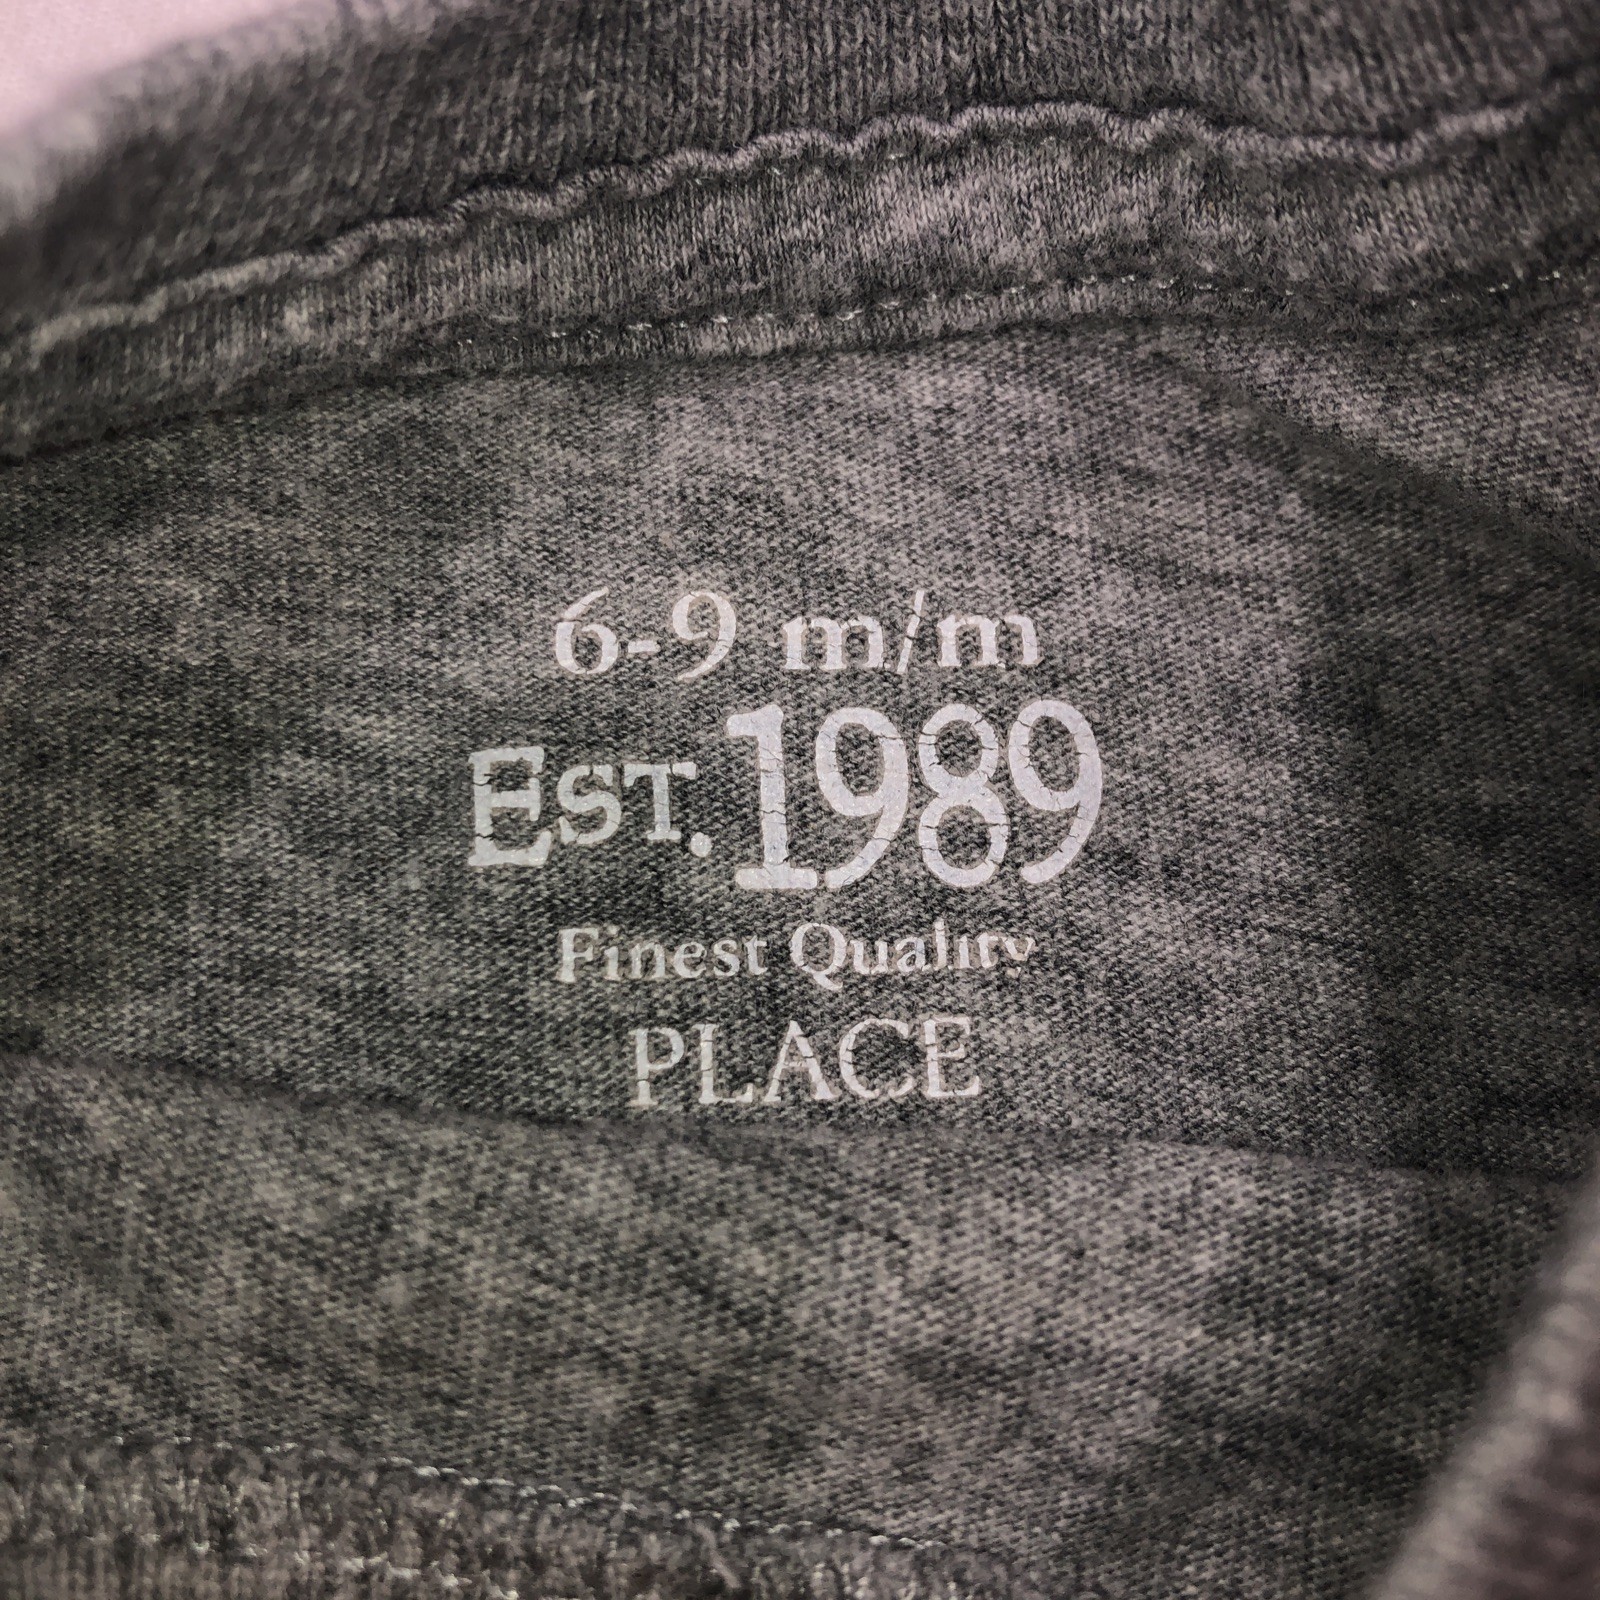 6-9 m/m
EST. 1989
Finest Quality
PLACE